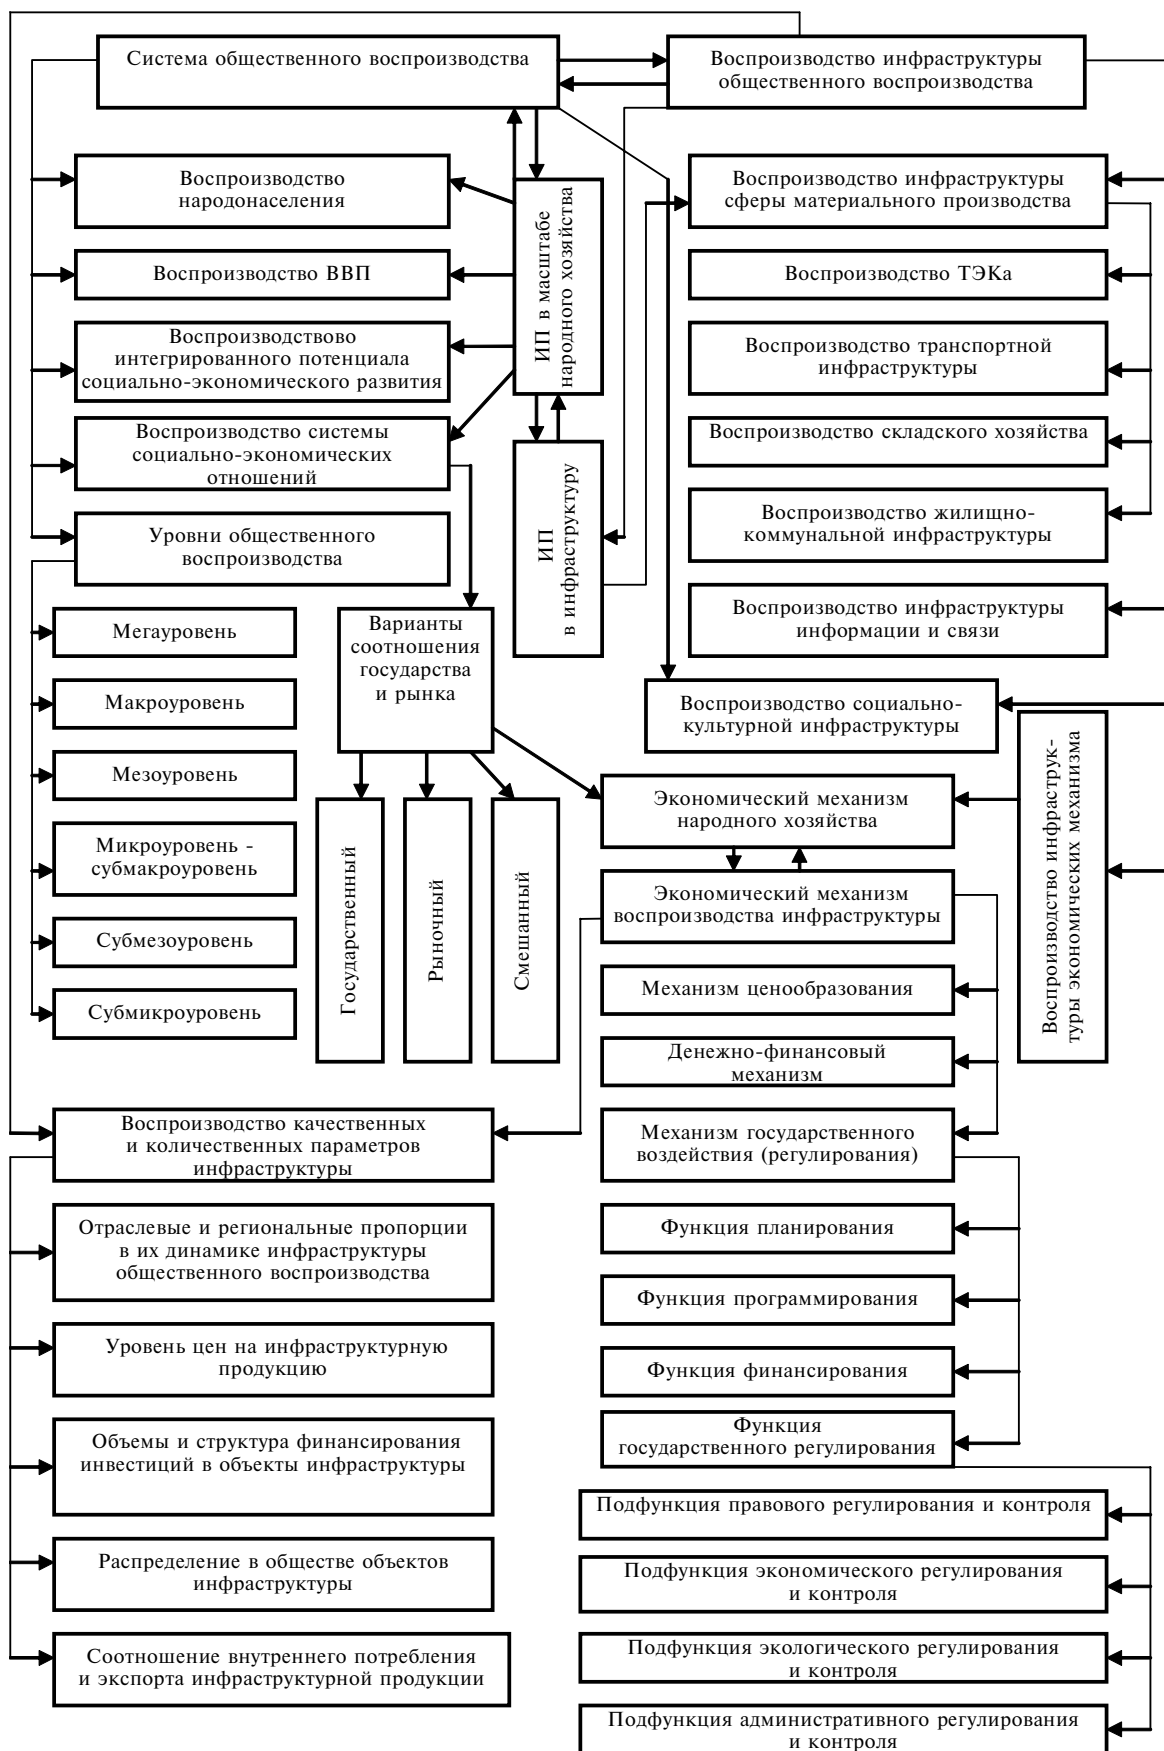 Система общественного воспроизводства
Воспроизводство инфраструктуры
общественного воспроизводства
Воспроизводство
народонаселения
Воспроизводство ВВП
Воспроизводствово
интегрированного потенциала
социально-экономического развития
Воспроизводство системы
социально-экономических
отношений
Уровни общественного
воспроизводства
Мегауровень
Макроуровень
Мезоуровень
Микроуровень -
субмакроуровень
Субмезоуровень
Субмикроуровень
ИП в масштабе
народного хозяйства
ИП
в инфраструктуру
Варианты
соотношения
государства
и рынка
Государственный
Рыночный
Смешанный
Воспроизводство инфраструктуры
сферы материального производства
Воспроизводство ТЭКа
Воспроизводство транспортной
инфраструктуры
Воспроизводство складского хозяйства
Воспроизводство жилищно-
коммунальной инфраструктуры
Воспроизводство инфраструктуры
информации и связи
Воспроизводство социально-
культурной инфраструктуры
Воспроизводство инфраструк-
туры экономических механизма
Экономический механизм
народного хозяйства
Экономический механизм
воспроизводства инфраструктуры
Механизм ценообразования
Денежно-финансовый
механизм
Механизм государственного
воздействия (регулирования)
Функция планирования
Функция программирования
Функция финансирования
Функция
государственного регулирования
Подфункция правового регулирования и контроля
Подфункция экономического регулирования
и контроля
Подфункция экологического регулирования
и контроля
Подфункция административного регулирования
и контроля
Воспроизводство качественных
и количественных параметров
инфраструктуры
Отраслевые и региональные пропорции
в их динамике инфраструктуры
общественного воспроизводства
Уровень цен на инфраструктурную
продукцию
Объемы и структура финансирования
инвестиций в объекты инфраструктуры
Распределение в обществе объектов
инфраструктуры
Соотношение внутреннего потребления
и экспорта инфраструктурной продукции